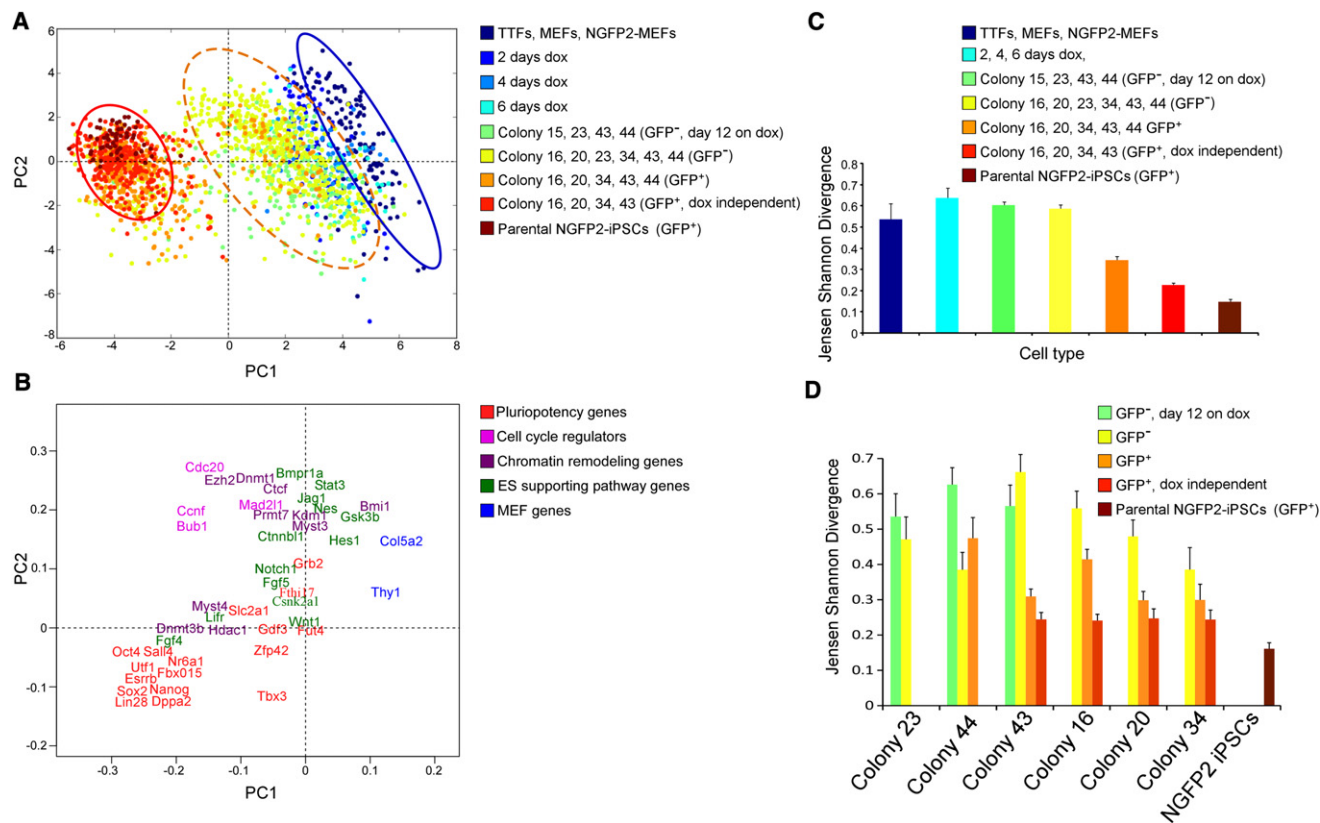 A
PC2
6
4
2
0
-2
-4
-6
-8
-6
-4
-2
0
2
4
6
8
PC1
TTFs, MEFs, NGFP2-MEFs
2 days dox
4 days dox
6 days dox
Colony 15, 23, 43, 44 (GFP⁻, day 12 on dox)
Colony 16, 20, 23, 34, 43, 44 (GFP⁻)
Colony 16, 20, 34, 43, 44 (GFP⁺)
Colony 16, 20, 34, 43 (GFP⁺, dox independent)
Parental NGFP2-iPSCs (GFP⁺)
B
PC2
0.3
0.2
0.1
0
-0.1
-0.2
-0.3
-0.2
-0.1
0
0.1
0.2
PC1
Cdc20
Ezh2
Dnmt1
Ctcf
Bmpr1a
Stat3
Jag1
Nes
Bmi1
Ccnf
Bub1
Mad2l1
Prmt7
Kdm1
Myst3
Gsk3b
Ctnnbl1
Hes1
Col5a2
Grb2
Notch1
Fgf5
Fthl17
Csnk2a1
Thy1
Myst4
Lifr
Slc2a1
Wnt1
Dnmt3b
Hdac1
Gdf3
Fut4
Fgf4
Oct4
Sall4
Zfp42
Utf1
Nr6a1
Esrrb
Fbx015
Sox2
Nanog
Tbx3
Lin28
Dppa2
Pluriopotency genes
Cell cycle regulators
Chromatin remodeling genes
ES supporting pathway genes
MEF genes
C
TTFs, MEFs, NGFP2-MEFs
2, 4, 6 days dox,
Colony 15, 23, 43, 44 (GFP⁻, day 12 on dox)
Colony 16, 20, 23, 34, 43, 44 (GFP⁻)
Colony 16, 20, 34, 43, 44 GFP⁺
Colony 16, 20, 34, 43 (GFP⁺, dox independent)
Parental NGFP2-iPSCs (GFP⁺)
Jensen Shannon Divergence
0.8
0.7
0.6
0.5
0.4
0.3
0.2
0.1
0
Cell type
D
GFP⁻, day 12 on dox
GFP⁻
GFP⁺
GFP⁺, dox independent
Parental NGFP2-iPSCs (GFP⁺)
Jensen Shannon Divergence
0.7
0.6
0.5
0.4
0.3
0.2
0.1
0
Colony 23
Colony 44
Colony 43
Colony 16
Colony 20
Colony 34
NGFP2 iPSCs